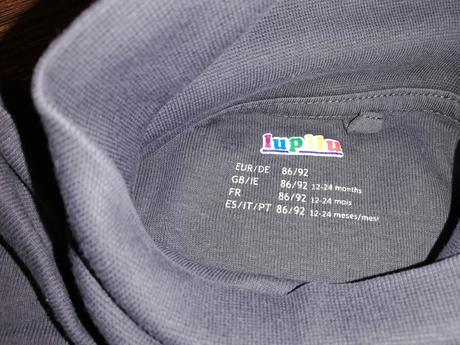 lupilu
EUR/DE 86/92
GB/IE 86/92 12-24 months
FR 86/92 12-24 mois
ES/IT/PT 86/92 12-24 meses/mesi